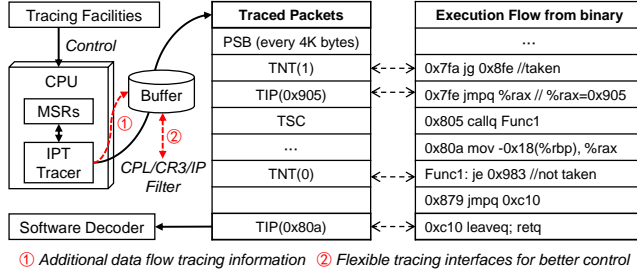 Tracing Facilities
Control
CPU
MSRs
IPT
Tracer
Buffer
①
②
CPL/CR3/IP
Filter
Software Decoder
Traced Packets
PSB (every 4K bytes)
TNT(1)
TIP(0x905)
TSC
...
TNT(0)
TIP(0x80a)
Execution Flow from binary
...
0x7fa jg 0x8fe //taken
0x7fe jmpq %rax // %rax=0x905
0x805 callq Func1
0x80a mov -0x18(%rbp), %rax
Func1: je 0x983 //not taken
0x879 jmpq 0xc10
0xc10 leaveq; retq
① Additional data flow tracing information ② Flexible tracing interfaces for better control